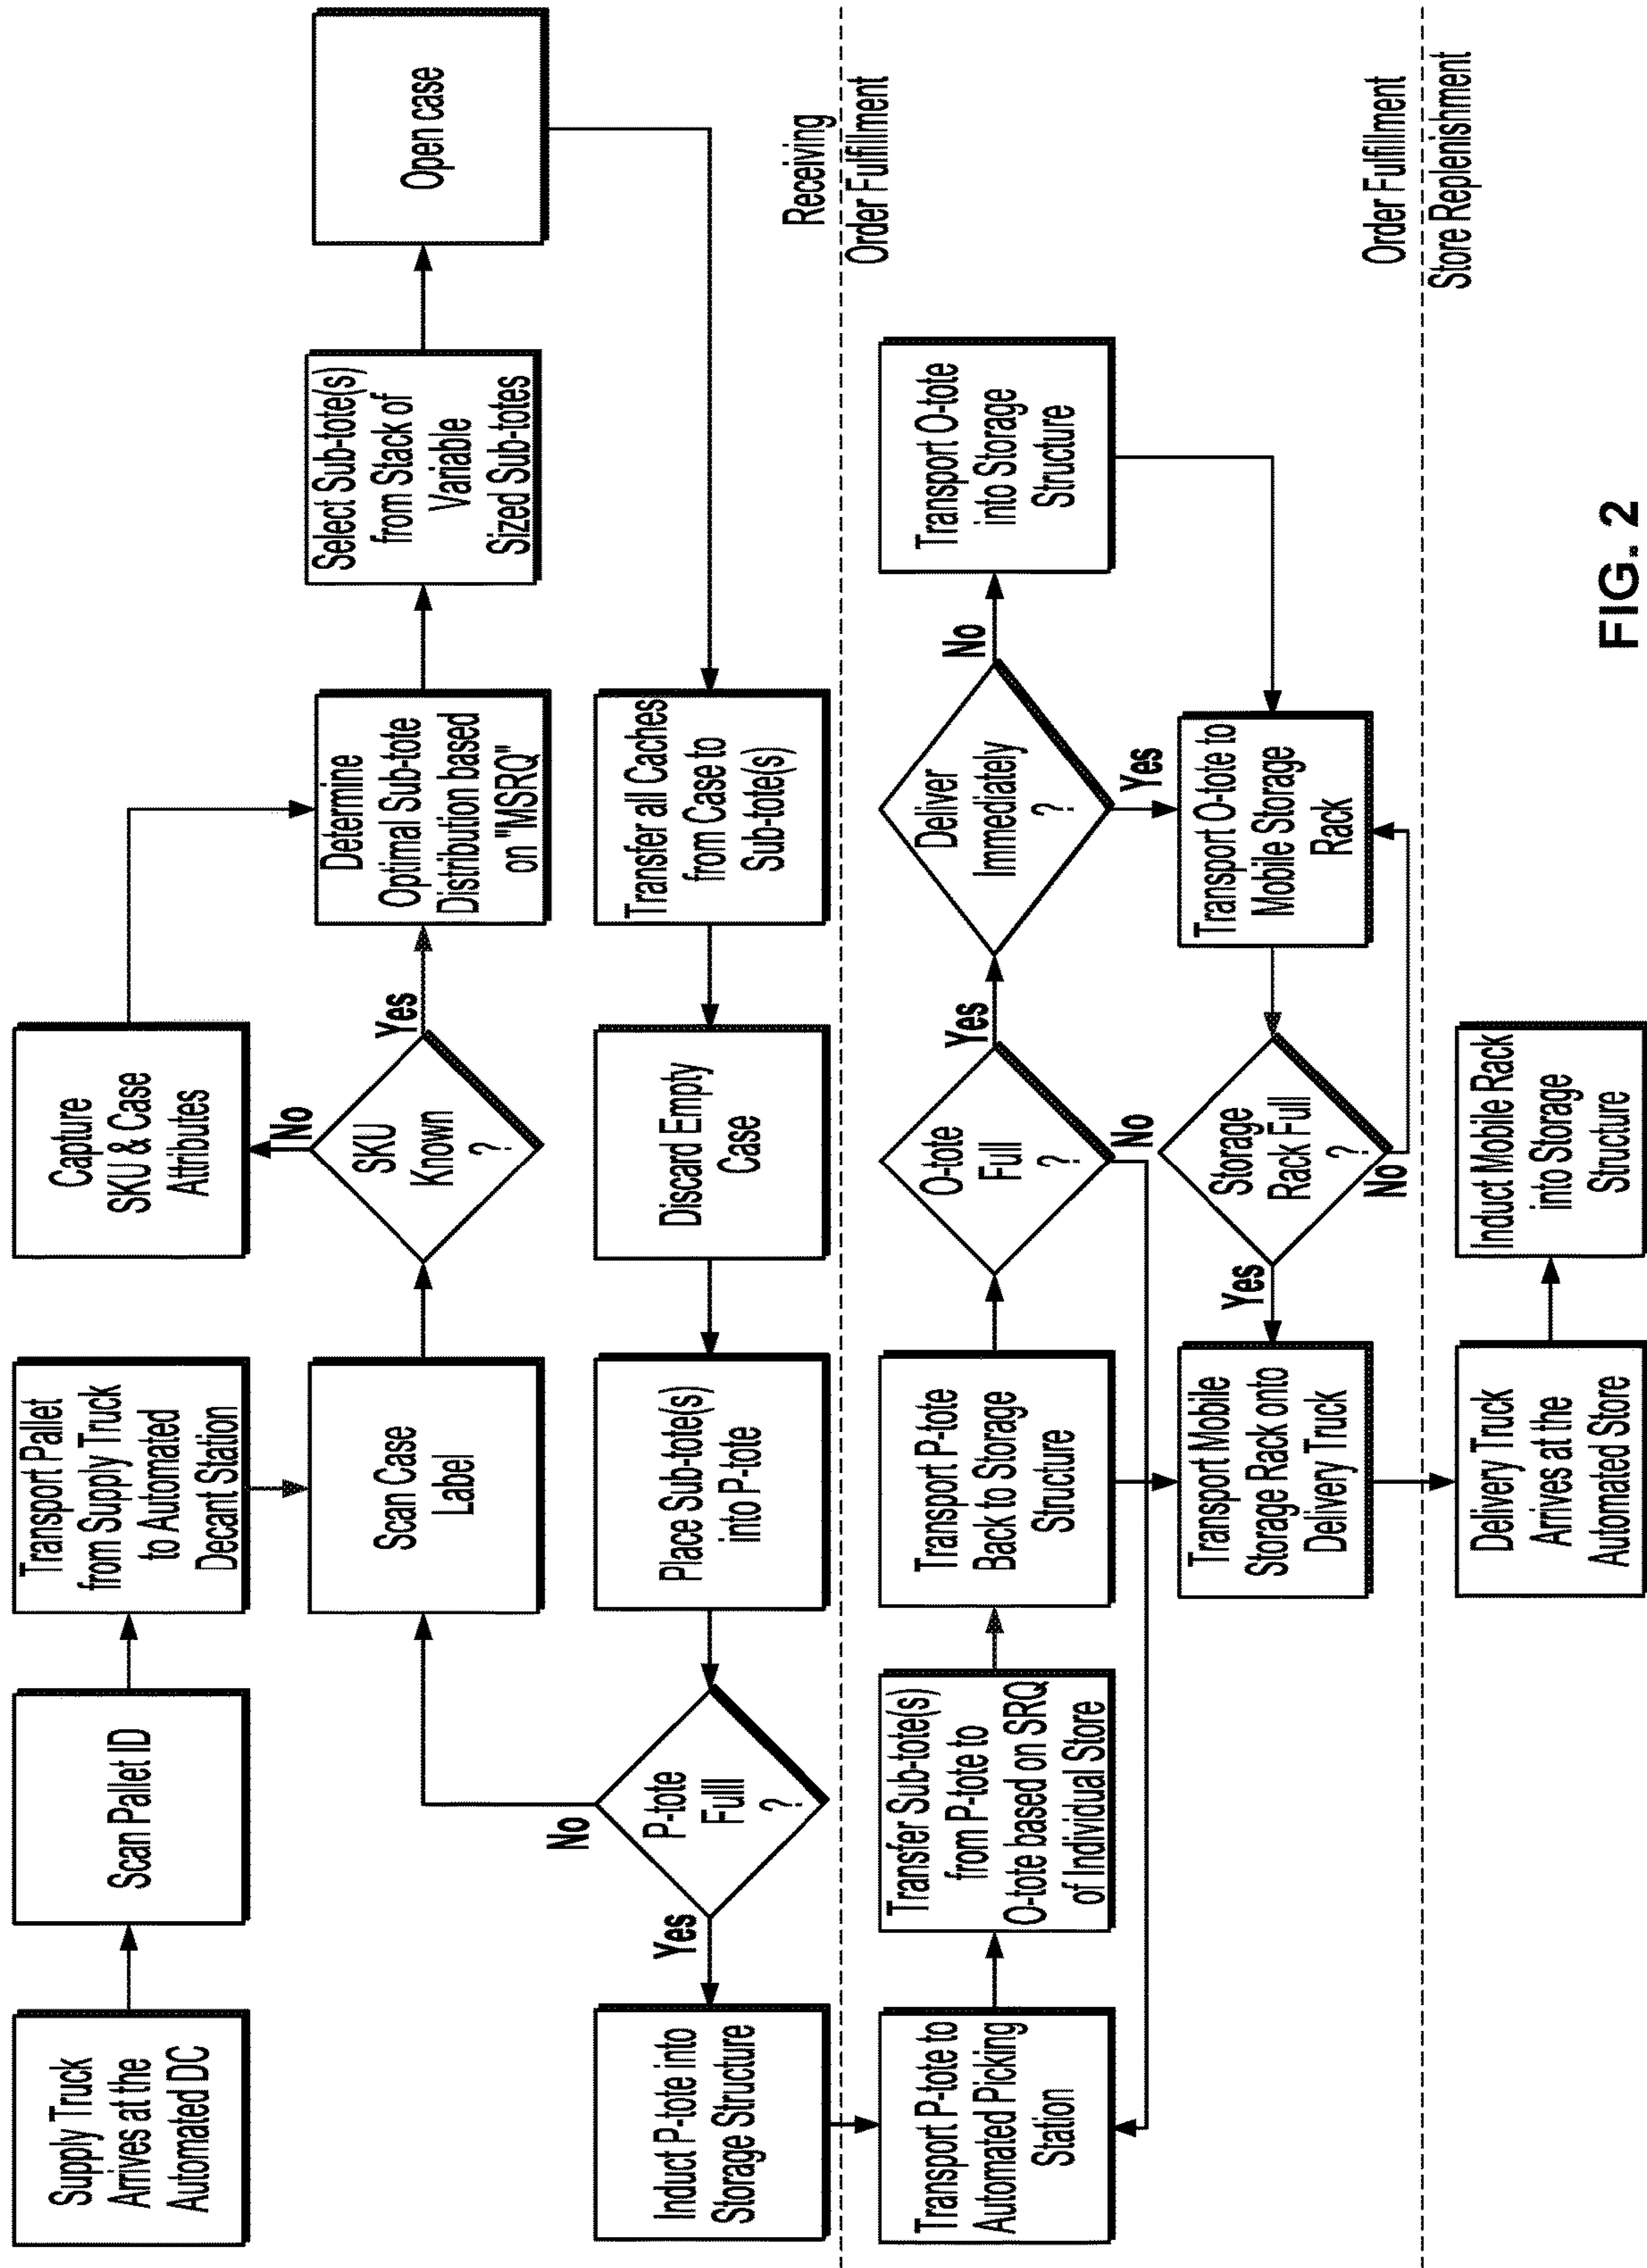 Supply Truck
Arrives at the
Automated DC
Scan Pallet ID
Transport Pallet
from Supply Truck
to Automated
Decant Station
Capture
SKU & Case
Attributes
Scan Case
Label
SKU
Known
?
No
Yes
Determine
Optimal Sub-tote
Distribution based
on "MSRQ"
Select Sub-tote(s)
from Stack of
Variable
Sized Sub-totes
Open case
Transfer all Caches
from Case to
Sub-tote(s)
Discard Empty
Case
Place Sub-tote(s)
into P-tote
P-tote
Full
?
No
Yes
Induct P-tote into
Storage Structure
Receiving
Order Fulfillment
Transport P-tote to
Automated Picking
Station
Transfer Sub-tote(s)
from P-tote to
O-tote based on SRQ
of Individual Store
Transport P-tote
Back to Storage
Structure
O-tote
Full
?
Yes
No
Deliver
Immediately
?
No
Yes
Transport O-tote
into Storage
Structure
Transport O-tote to
Mobile Storage
Rack
Storage
Rack Full
?
No
Yes
Transport Mobile
Storage Rack onto
Delivery Truck
Order Fulfillment
Store Replenishment
Delivery Truck
Arrives at the
Automated Store
Induct Mobile Rack
into Storage
Structure
FIG. 2